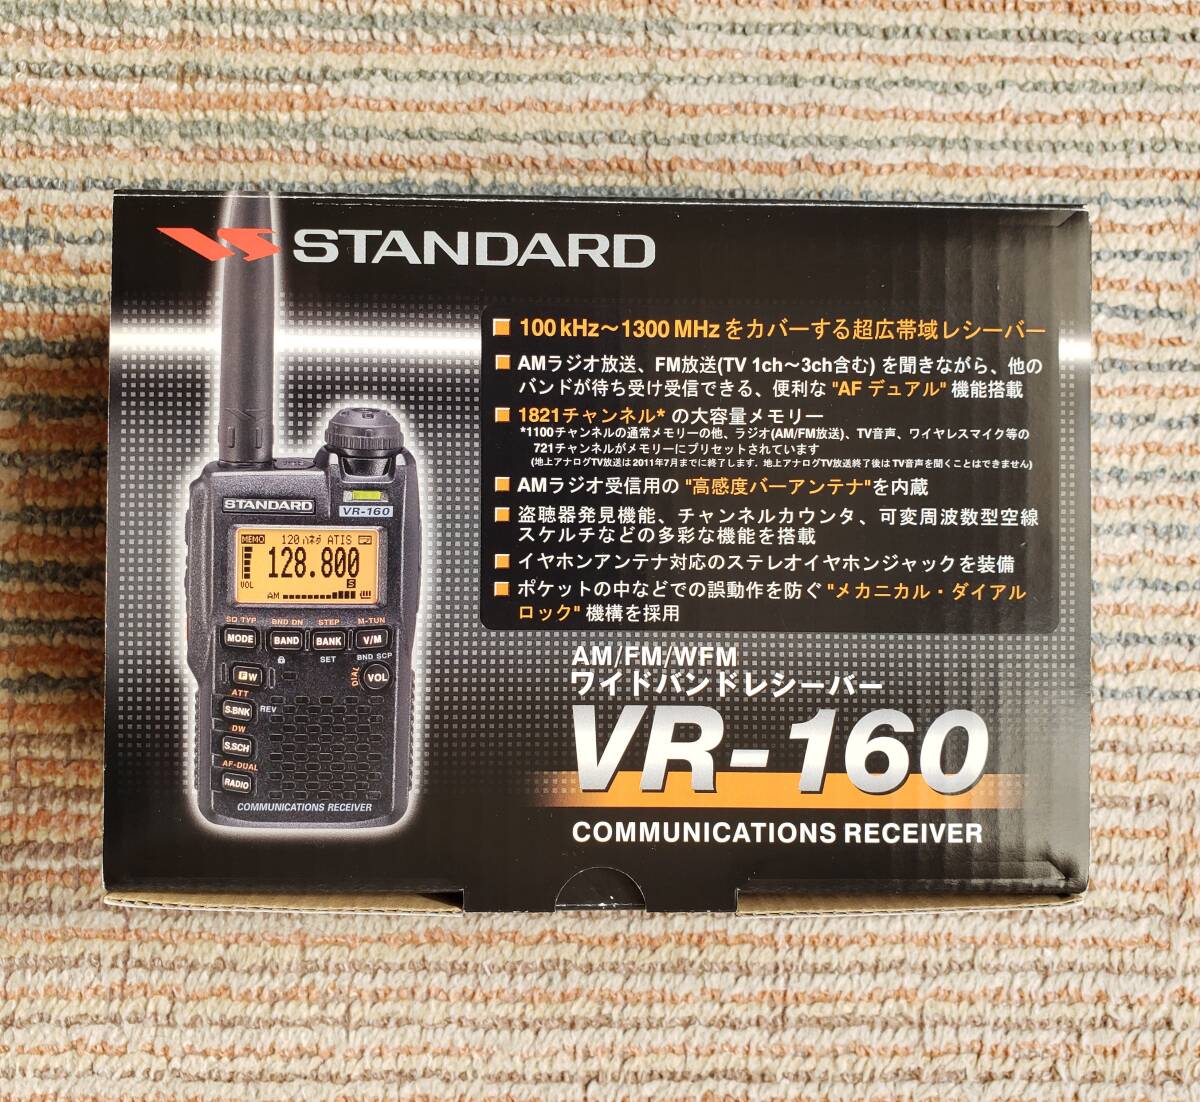 STANDARD
100 kHz～1300 MHz をカバーする超広帯域レシーバー
AMラジオ放送、FM放送(TV 1ch～3ch含む) を聞きながら、他の
バンドが待ち受け受信できる、便利な "AF デュアル" 機能搭載
1821チャンネル* の大容量メモリー
*1100チャンネルの通常メモリーの他、ラジオ(AM/FM放送)、TV音声、ワイヤレスマイク等の
721チャンネルがメモリーにプリセットされています
(地上アナログTV放送は2011年7月までに終了します. 地上アナログTV放送終了後はTV音声を聞くことはできません)
AMラジオ受信用の "高感度バーアンテナ"を内蔵
盗聴器発見機能、チャンネルカウンタ、可変周波数型空線
スケルチなどの多彩な機能を搭載
イヤホンアンテナ対応のステレオイヤホンジャックを装備
ポケットの中などでの誤動作を防ぐ "メカニカル・ダイアル
ロック" 機構を採用
AM/FM/WFM
ワイドバンドレシーバー
VR-160
COMMUNICATIONS RECEIVER
STANDARD
VR-160
MEMO 120 ハネダ ATIS
128.800
VOL
S
AM
SQ TYP BND DN STEP M-TUN
MODE BAND BANK V/M
SET BND SCP
F W DIAL VOL
ATT
S.BNK REV
DW
S.SCH
AF-DUAL
RADIO
COMMUNICATIONS RECEIVER